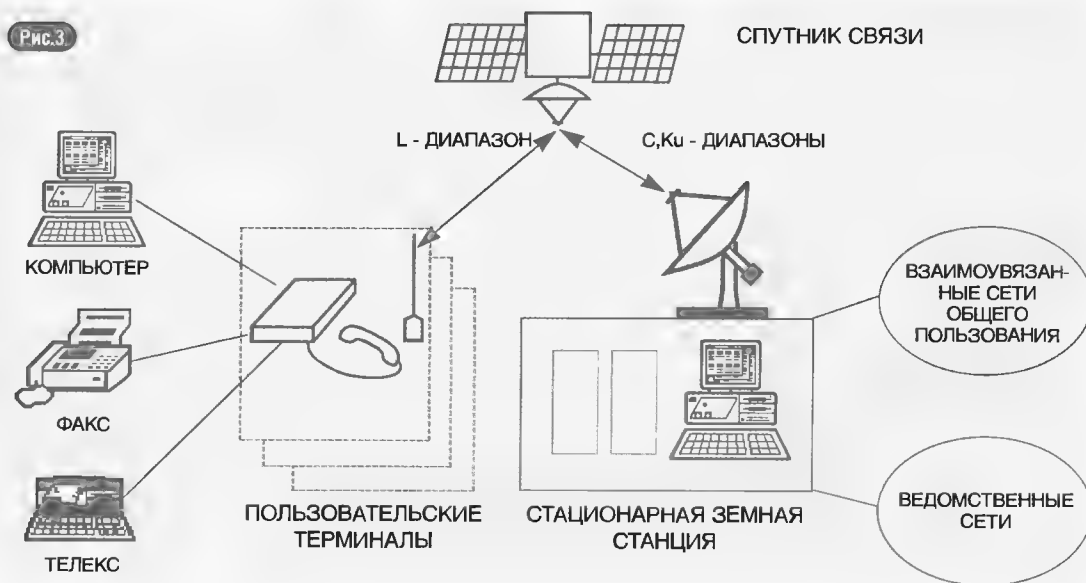 Рис.3.
СПУТНИК СВЯЗИ
L - ДИАПАЗОН
C,Ku - ДИАПАЗОНЫ
КОМПЬЮТЕР
ФАКС
ТЕЛЕКС
ПОЛЬЗОВАТЕЛЬСКИЕ
ТЕРМИНАЛЫ
СТАЦИОНАРНАЯ ЗЕМНАЯ
СТАНЦИЯ
ВЗАИМОУВЯЗАН-
НЫЕ СЕТИ
ОБЩЕГО
ПОЛЬЗОВАНИЯ
ВЕДОМСТВЕННЫЕ
СЕТИ